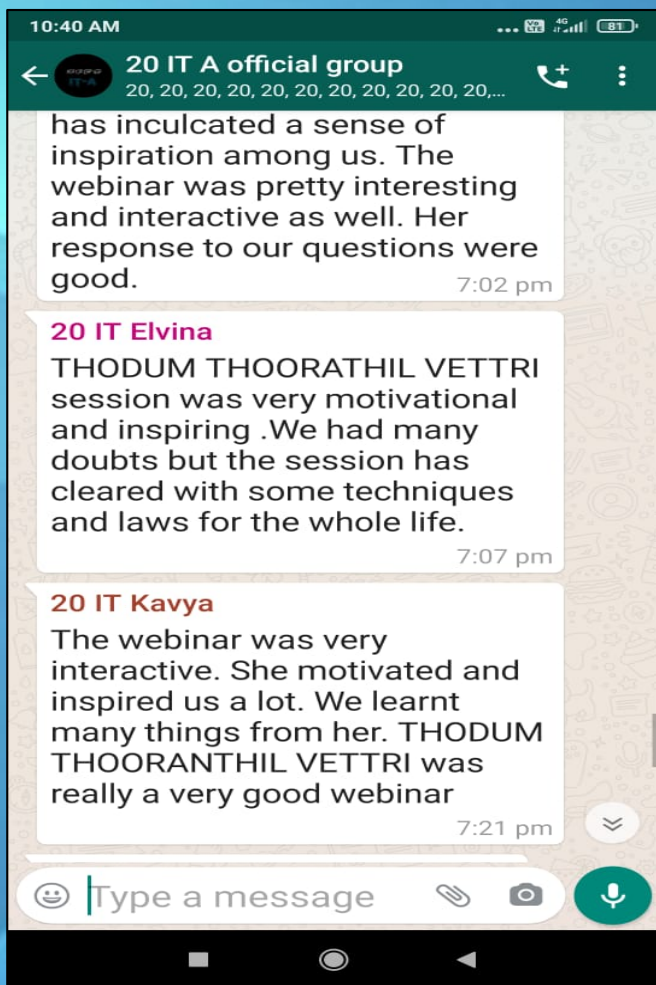 10:40 AM
Vo LTE 4G 81
20 IT A official group
20, 20, 20, 20, 20, 20, 20, 20, 20, 20, 20,...
IT-A
has inculcated a sense of
inspiration among us. The
webinar was pretty interesting
and interactive as well. Her
response to our questions were
good.
7:02 pm
20 IT Elvina
THODUM THOORATHIL VETTRI
session was very motivational
and inspiring .We had many
doubts but the session has
cleared with some techniques
and laws for the whole life.
7:07 pm
20 IT Kavya
The webinar was very
interactive. She motivated and
inspired us a lot. We learnt
many things from her. THODUM
THOORANTHIL VETTRI was
really a very good webinar
7:21 pm
Type a message